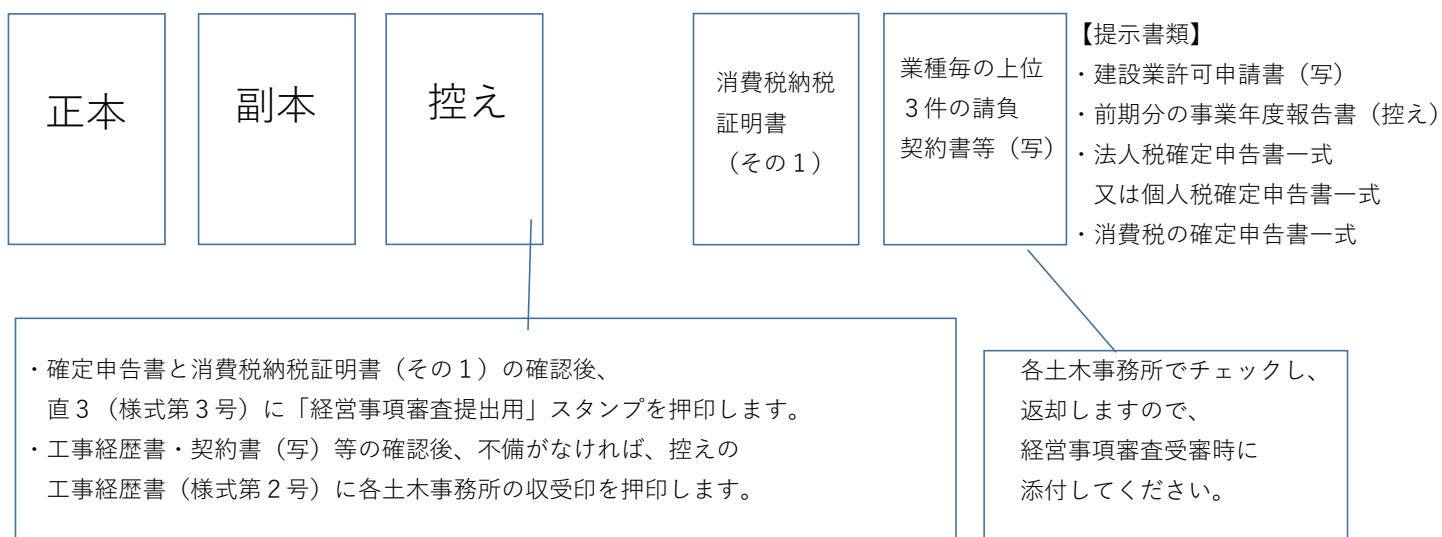 正本
副本
控え
消費税納税
証明書
（その１）
業種毎の上位
３件の請負
契約書等（写）
【提示書類】
・建設業許可申請書（写）
・前期分の事業年度報告書（控え）
・法人税確定申告書一式
又は個人税確定申告書一式
・消費税の確定申告書一式
・確定申告書と消費税納税証明書（その１）の確認後、
直３（様式第３号）に「経営事項審査提出用」スタンプを押印します。
・工事経歴書・契約書（写）等の確認後、不備がなければ、控えの
工事経歴書（様式第２号）に各土木事務所の収受印を押印します。
各土木事務所でチェックし、
返却しますので、
経営事項審査受審時に
添付してください。